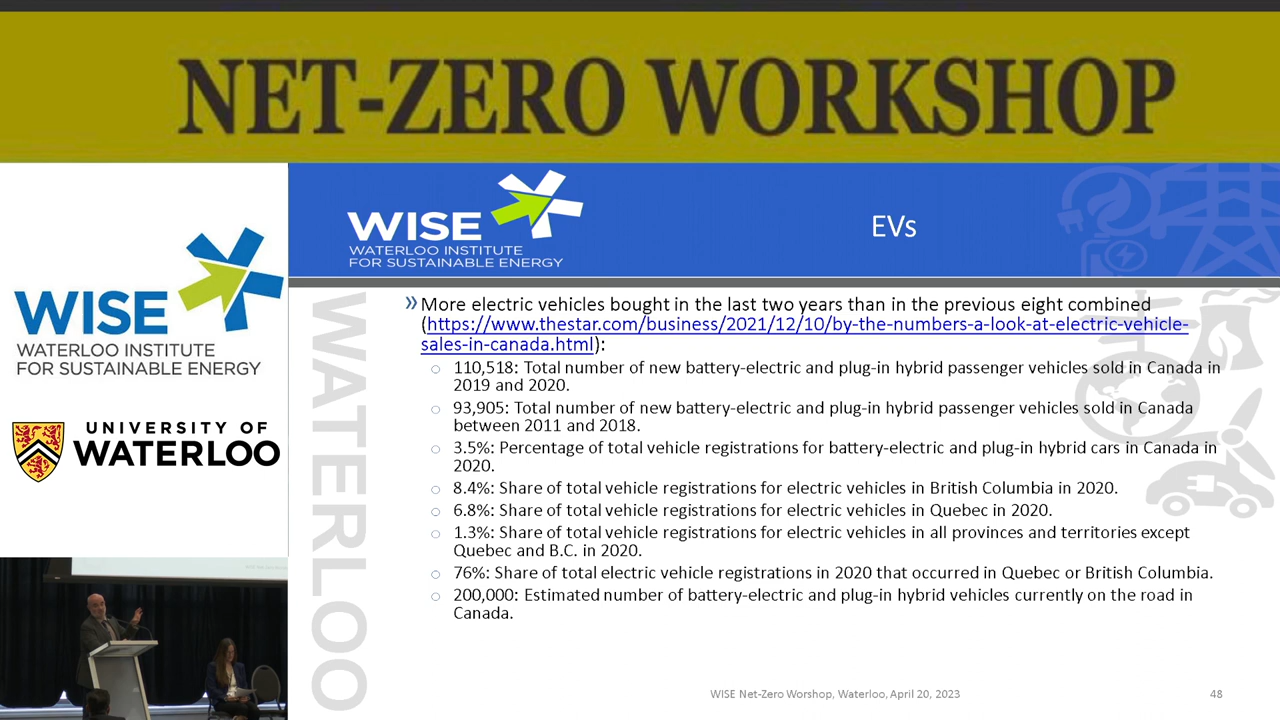 NET-ZERO WORKSHOP
WISE
WATERLOO INSTITUTE
FOR SUSTAINABLE ENERGY
UNIVERSITY OF
WATERLOO
WISE
WATERLOO INSTITUTE
FOR SUSTAINABLE ENERGY
EVs
WATERLOO
» More electric vehicles bought in the last two years than in the previous eight combined
(https://www.thestar.com/business/2021/12/10/by-the-numbers-a-look-at-electric-vehicle-
sales-in-canada.html):
○ 110,518: Total number of new battery-electric and plug-in hybrid passenger vehicles sold in Canada in
2019 and 2020.
○ 93,905: Total number of new battery-electric and plug-in hybrid passenger vehicles sold in Canada
between 2011 and 2018.
○ 3.5%: Percentage of total vehicle registrations for battery-electric and plug-in hybrid cars in Canada in
2020.
○ 8.4%: Share of total vehicle registrations for electric vehicles in British Columbia in 2020.
○ 6.8%: Share of total vehicle registrations for electric vehicles in Quebec in 2020.
○ 1.3%: Share of total vehicle registrations for electric vehicles in all provinces and territories except
Quebec and B.C. in 2020.
○ 76%: Share of total electric vehicle registrations in 2020 that occurred in Quebec or British Columbia.
○ 200,000: Estimated number of battery-electric and plug-in hybrid vehicles currently on the road in
Canada.
WISE Net-Zero Worshop, Waterloo, April 20, 2023
48